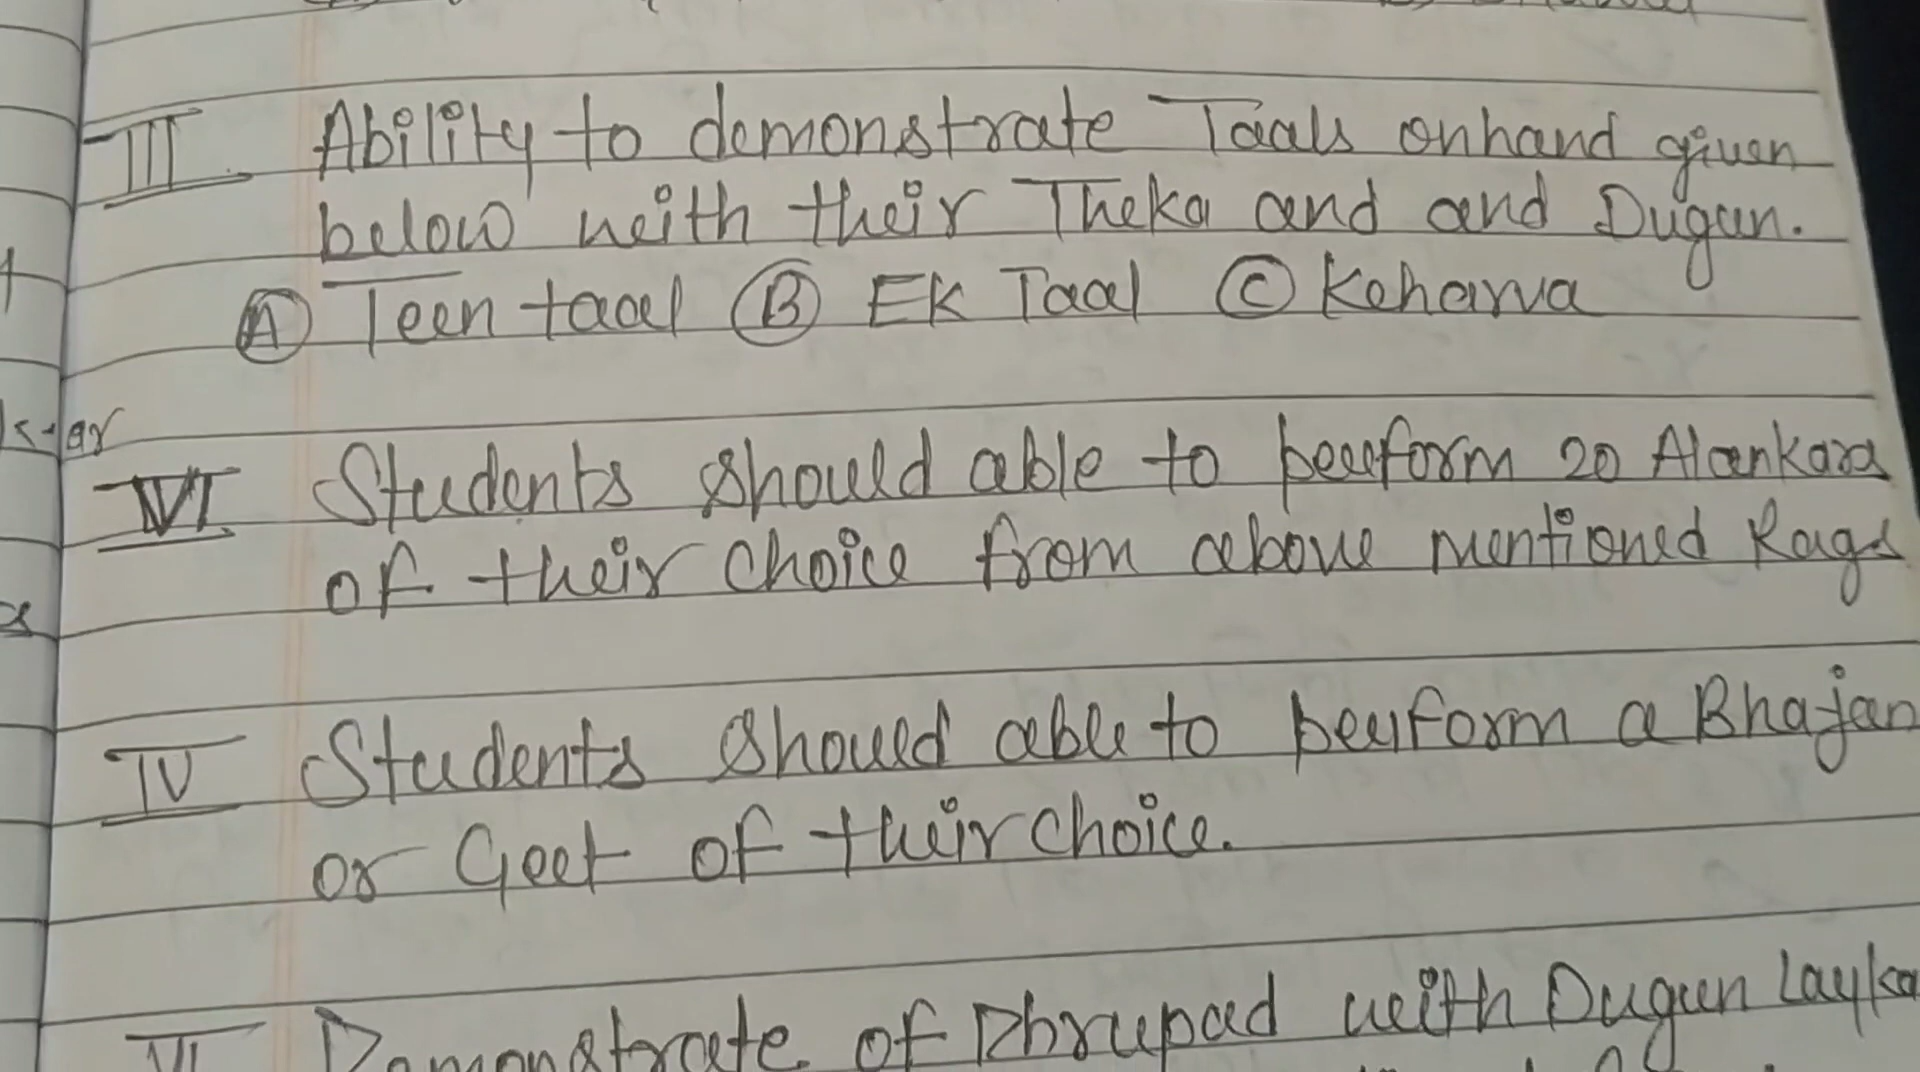 III Ability to demonstrate Taals onhand given
below with their Theka and and Dugun.
A Teen taal B Ek Taal C Keharva
VI Students should able to perform 20 Alankara
of their choice from above mentioned Rags
IV Students should able to perform a Bhajan
or Geet of their choice.
VI Demonstrate of Dhrupad with Dugun Layka